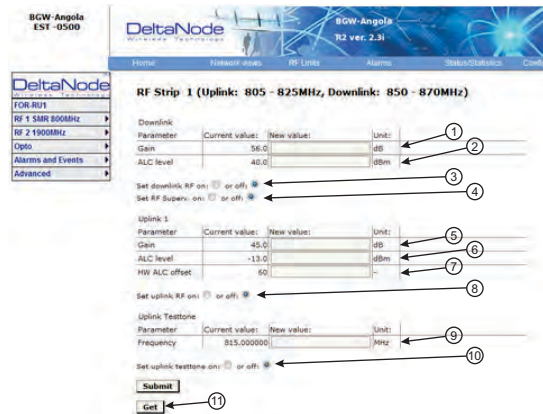 BGW-Angola
EST -0500
DeltaNode
Wireless Technology
BGW-Angola
R2 ver. 2.3i
Home Network views RF Units Alarms Status/Statistics
DeltaNode
Wireless Technology
FOR-RU1
RF 1 SMR 800MHz
RF 2 1900MHz
Opto
Alarms and Events
Advanced
RF Strip 1 (Uplink: 805 - 825MHz, Downlink: 850 - 870MHz)
Downlink
Parameter Current value: New value: Unit:
Gain 56.0 dB 1
ALC level 40.0 dBm 2
Set downlink RF on: or off: 3
Set RF Superv. on: or off: 4
Uplink 1
Parameter Current value: New value: Unit:
Gain 45.0 dB 5
ALC level -13.0 dBm 6
HW ALC offset 60 - 7
Set uplink RF on: or off: 8
Uplink Testtone
Parameter Current value: New value: Unit:
Frequency 815.000000 MHz 9
Set uplink testtone on: or off: 10
Submit
Get 11